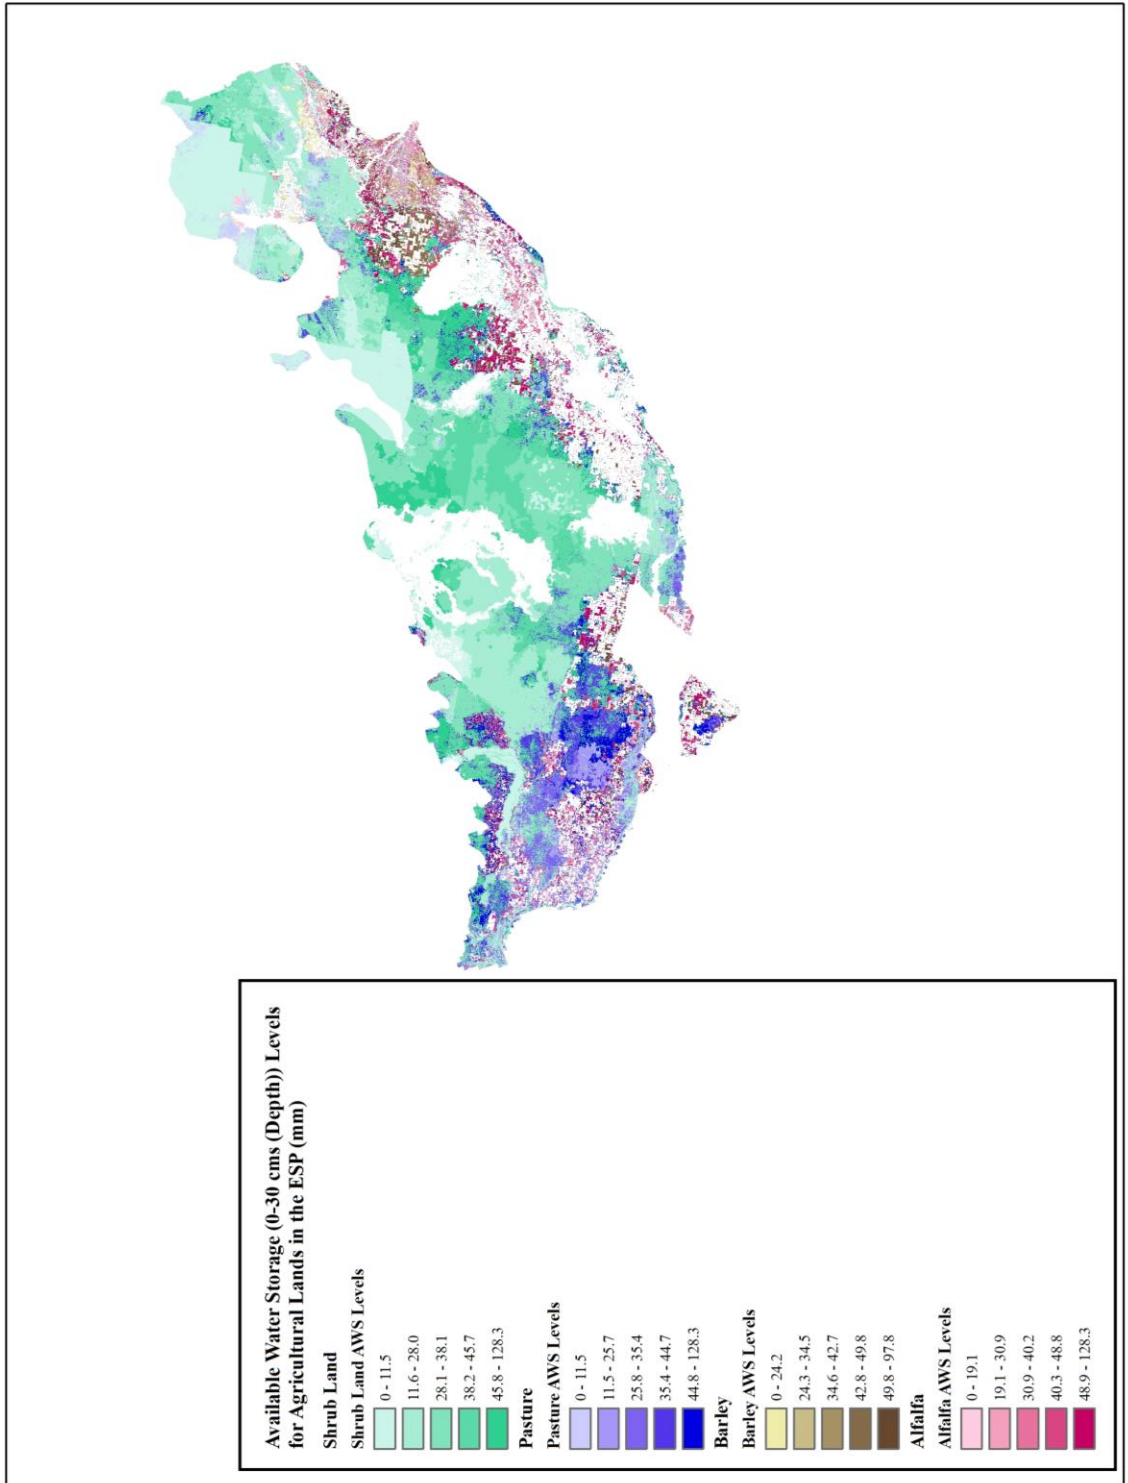 Available Water Storage (0-30 cms (Depth)) Levels
for Agricultural Lands in the ESP (mm)
Shrub Land
Shrub Land AWS Levels
0 - 11.5
11.6 - 28.0
28.1 - 38.1
38.2 - 45.7
45.8 - 128.3
Pasture
Pasture AWS Levels
0 - 11.5
11.5 - 25.7
25.8 - 35.4
35.4 - 44.7
44.8 - 128.3
Barley
Barley AWS Levels
0 - 24.2
24.3 - 34.5
34.6 - 42.7
42.8 - 49.8
49.8 - 97.8
Alfalfa
Alfalfa AWS Levels
0 - 19.1
19.1 - 30.9
30.9 - 40.2
40.3 - 48.8
48.9 - 128.3